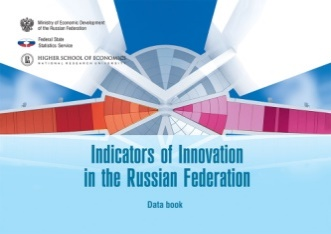 Ministry of Economic Development
of the Russian Federation
Federal State
Statistics Service
HIGHER SCHOOL OF ECONOMICS
NATIONAL RESEARCH UNIVERSITY
Indicators of Innovation
in the Russian Federation
Data book